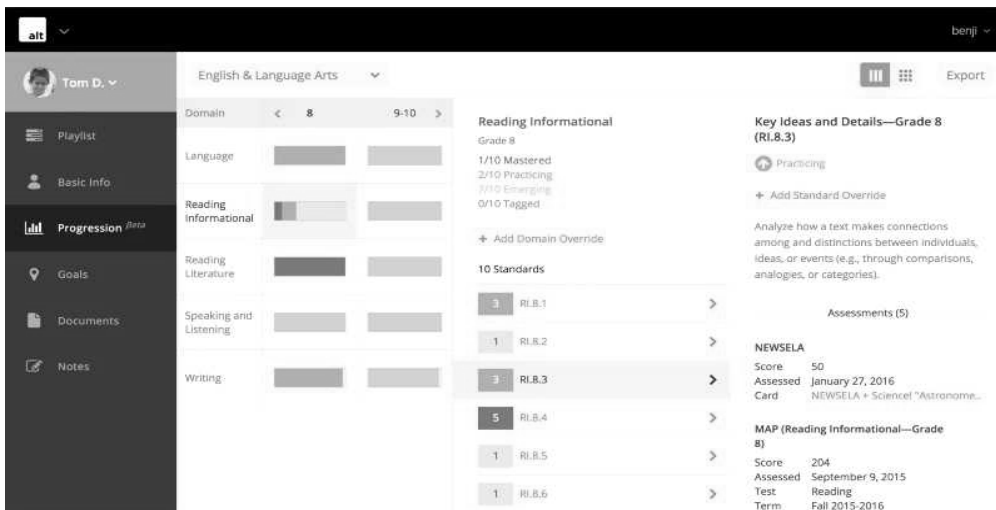 alt
benji
Tom D.
Playlist
Basic Info
Progression Beta
Goals
Documents
Notes
English & Language Arts
Export
Domain
8
9-10
Language
Reading
Informational
Reading
Literature
Speaking and
Listening
Writing
Reading Informational
Grade 8
1/10 Mastered
2/10 Practicing
7/10 Emerging
0/10 Tagged
+ Add Domain Override
10 Standards
3 RI.8.1
1 RI.8.2
3 RI.8.3
5 RI.8.4
1 RI.8.5
1 RI.8.6
Key Ideas and Details—Grade 8
(RI.8.3)
Practicing
+ Add Standard Override
Analyze how a text makes connections
among and distinctions between individuals,
ideas, or events (e.g., through comparisons,
analogies, or categories).
Assessments (5)
NEWSELA
Score 50
Assessed January 27, 2016
Card NEWSELA + Science! "Astronome...
MAP (Reading Informational—Grade
8)
Score 204
Assessed September 9, 2015
Test Reading
Term Fall 2015-2016